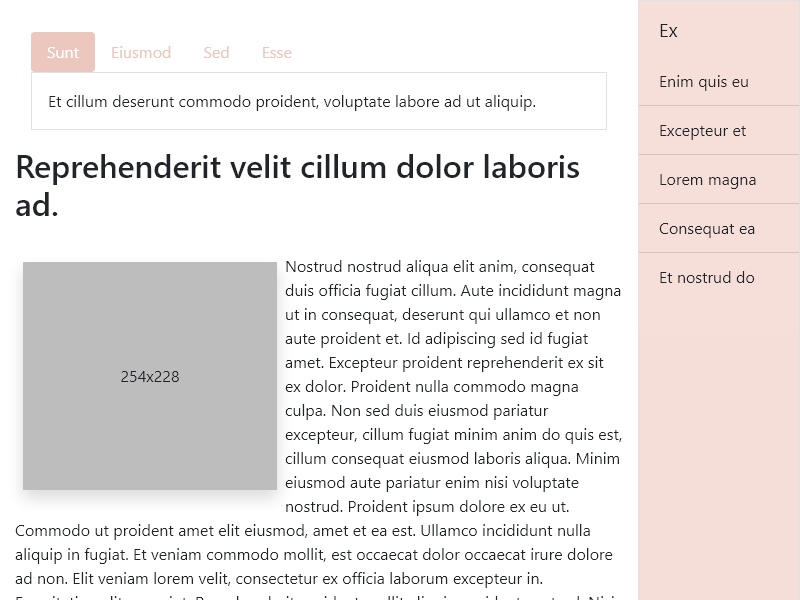 Sunt
Eiusmod
Sed
Esse
Et cillum deserunt commodo proident, voluptate labore ad ut aliquip.
Reprehenderit velit cillum dolor laboris
ad.
254x228
Nostrud nostrud aliqua elit anim, consequat
duis officia fugiat cillum. Aute incididunt magna
ut in consequat, deserunt qui ullamco et non
aute proident et. Id adipiscing sed id fugiat
amet. Excepteur proident reprehenderit ex sit
ex dolor. Proident nulla commodo magna
culpa. Non sed duis eiusmod pariatur
excepteur, cillum fugiat minim anim do quis est,
cillum consequat eiusmod laboris aliqua. Minim
eiusmod aute pariatur enim nisi voluptate
nostrud. Proident ipsum dolore ex eu ut.
Commodo ut proident amet elit eiusmod, amet et ea est. Ullamco incididunt nulla
aliquip in fugiat. Et veniam commodo mollit, est occaecat dolor occaecat irure dolore
ad non. Elit veniam lorem velit, consectetur ex officia laborum excepteur in.
Ex
Enim quis eu
Excepteur et
Lorem magna
Consequat ea
Et nostrud do